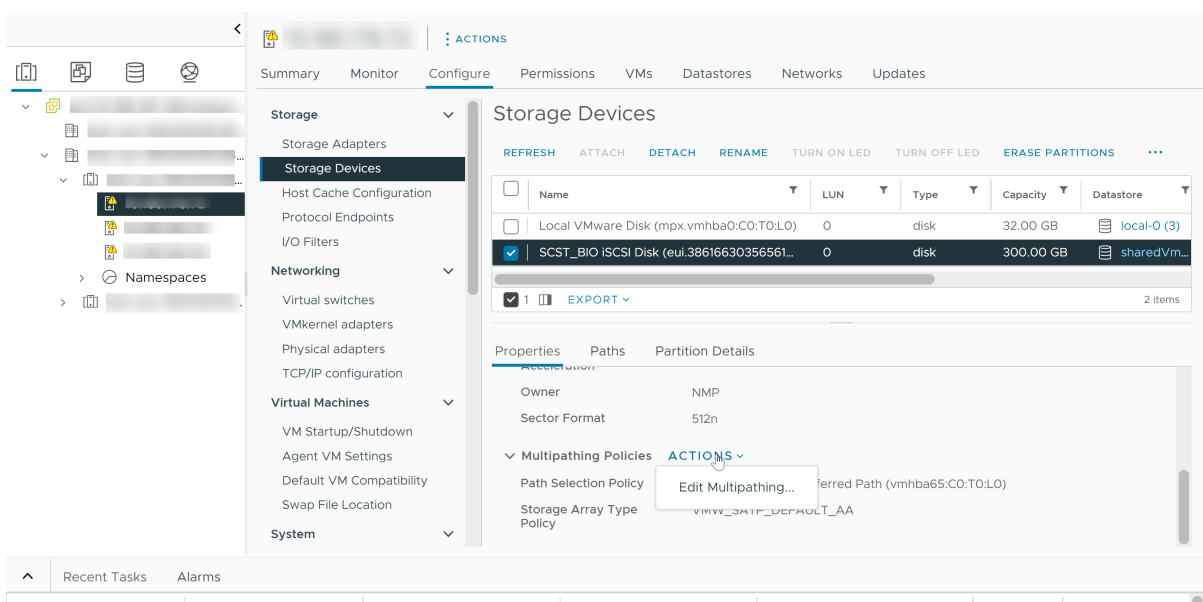 ACTIONS
Summary Monitor Configure Permissions VMs Datastores Networks Updates
Namespaces
Storage
Storage Adapters
Storage Devices
Host Cache Configuration
Protocol Endpoints
I/O Filters
Networking
Virtual switches
VMkernel adapters
Physical adapters
TCP/IP configuration
Virtual Machines
VM Startup/Shutdown
Agent VM Settings
Default VM Compatibility
Swap File Location
System
Storage Devices
REFRESH ATTACH DETACH RENAME TURN ON LED TURN OFF LED ERASE PARTITIONS ...
Name LUN Type Capacity Datastore
Local VMware Disk (mpx.vmhba0:C0:T0:L0) 0 disk 32.00 GB local-0 (3)
SCST_BIO iSCSI Disk (eui.38616630356561... 0 disk 300.00 GB sharedVm...
1 EXPORT 2 items
Properties Paths Partition Details
Acceleration
Owner NMP
Sector Format 512n
Multipathing Policies ACTIONS
Edit Multipathing...
Path Selection Policy ferred Path (vmhba65:C0:T0:L0)
Storage Array Type VMW_SATP_DEFAULT_AA
Policy
Recent Tasks Alarms